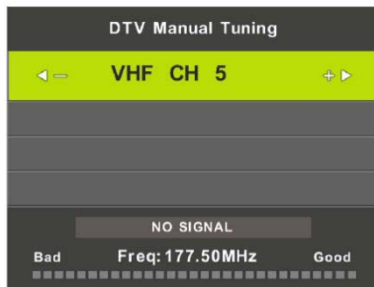 DTV Manual Tuning
− VHF CH 5 +
NO SIGNAL
Bad Freq:177.50MHz Good